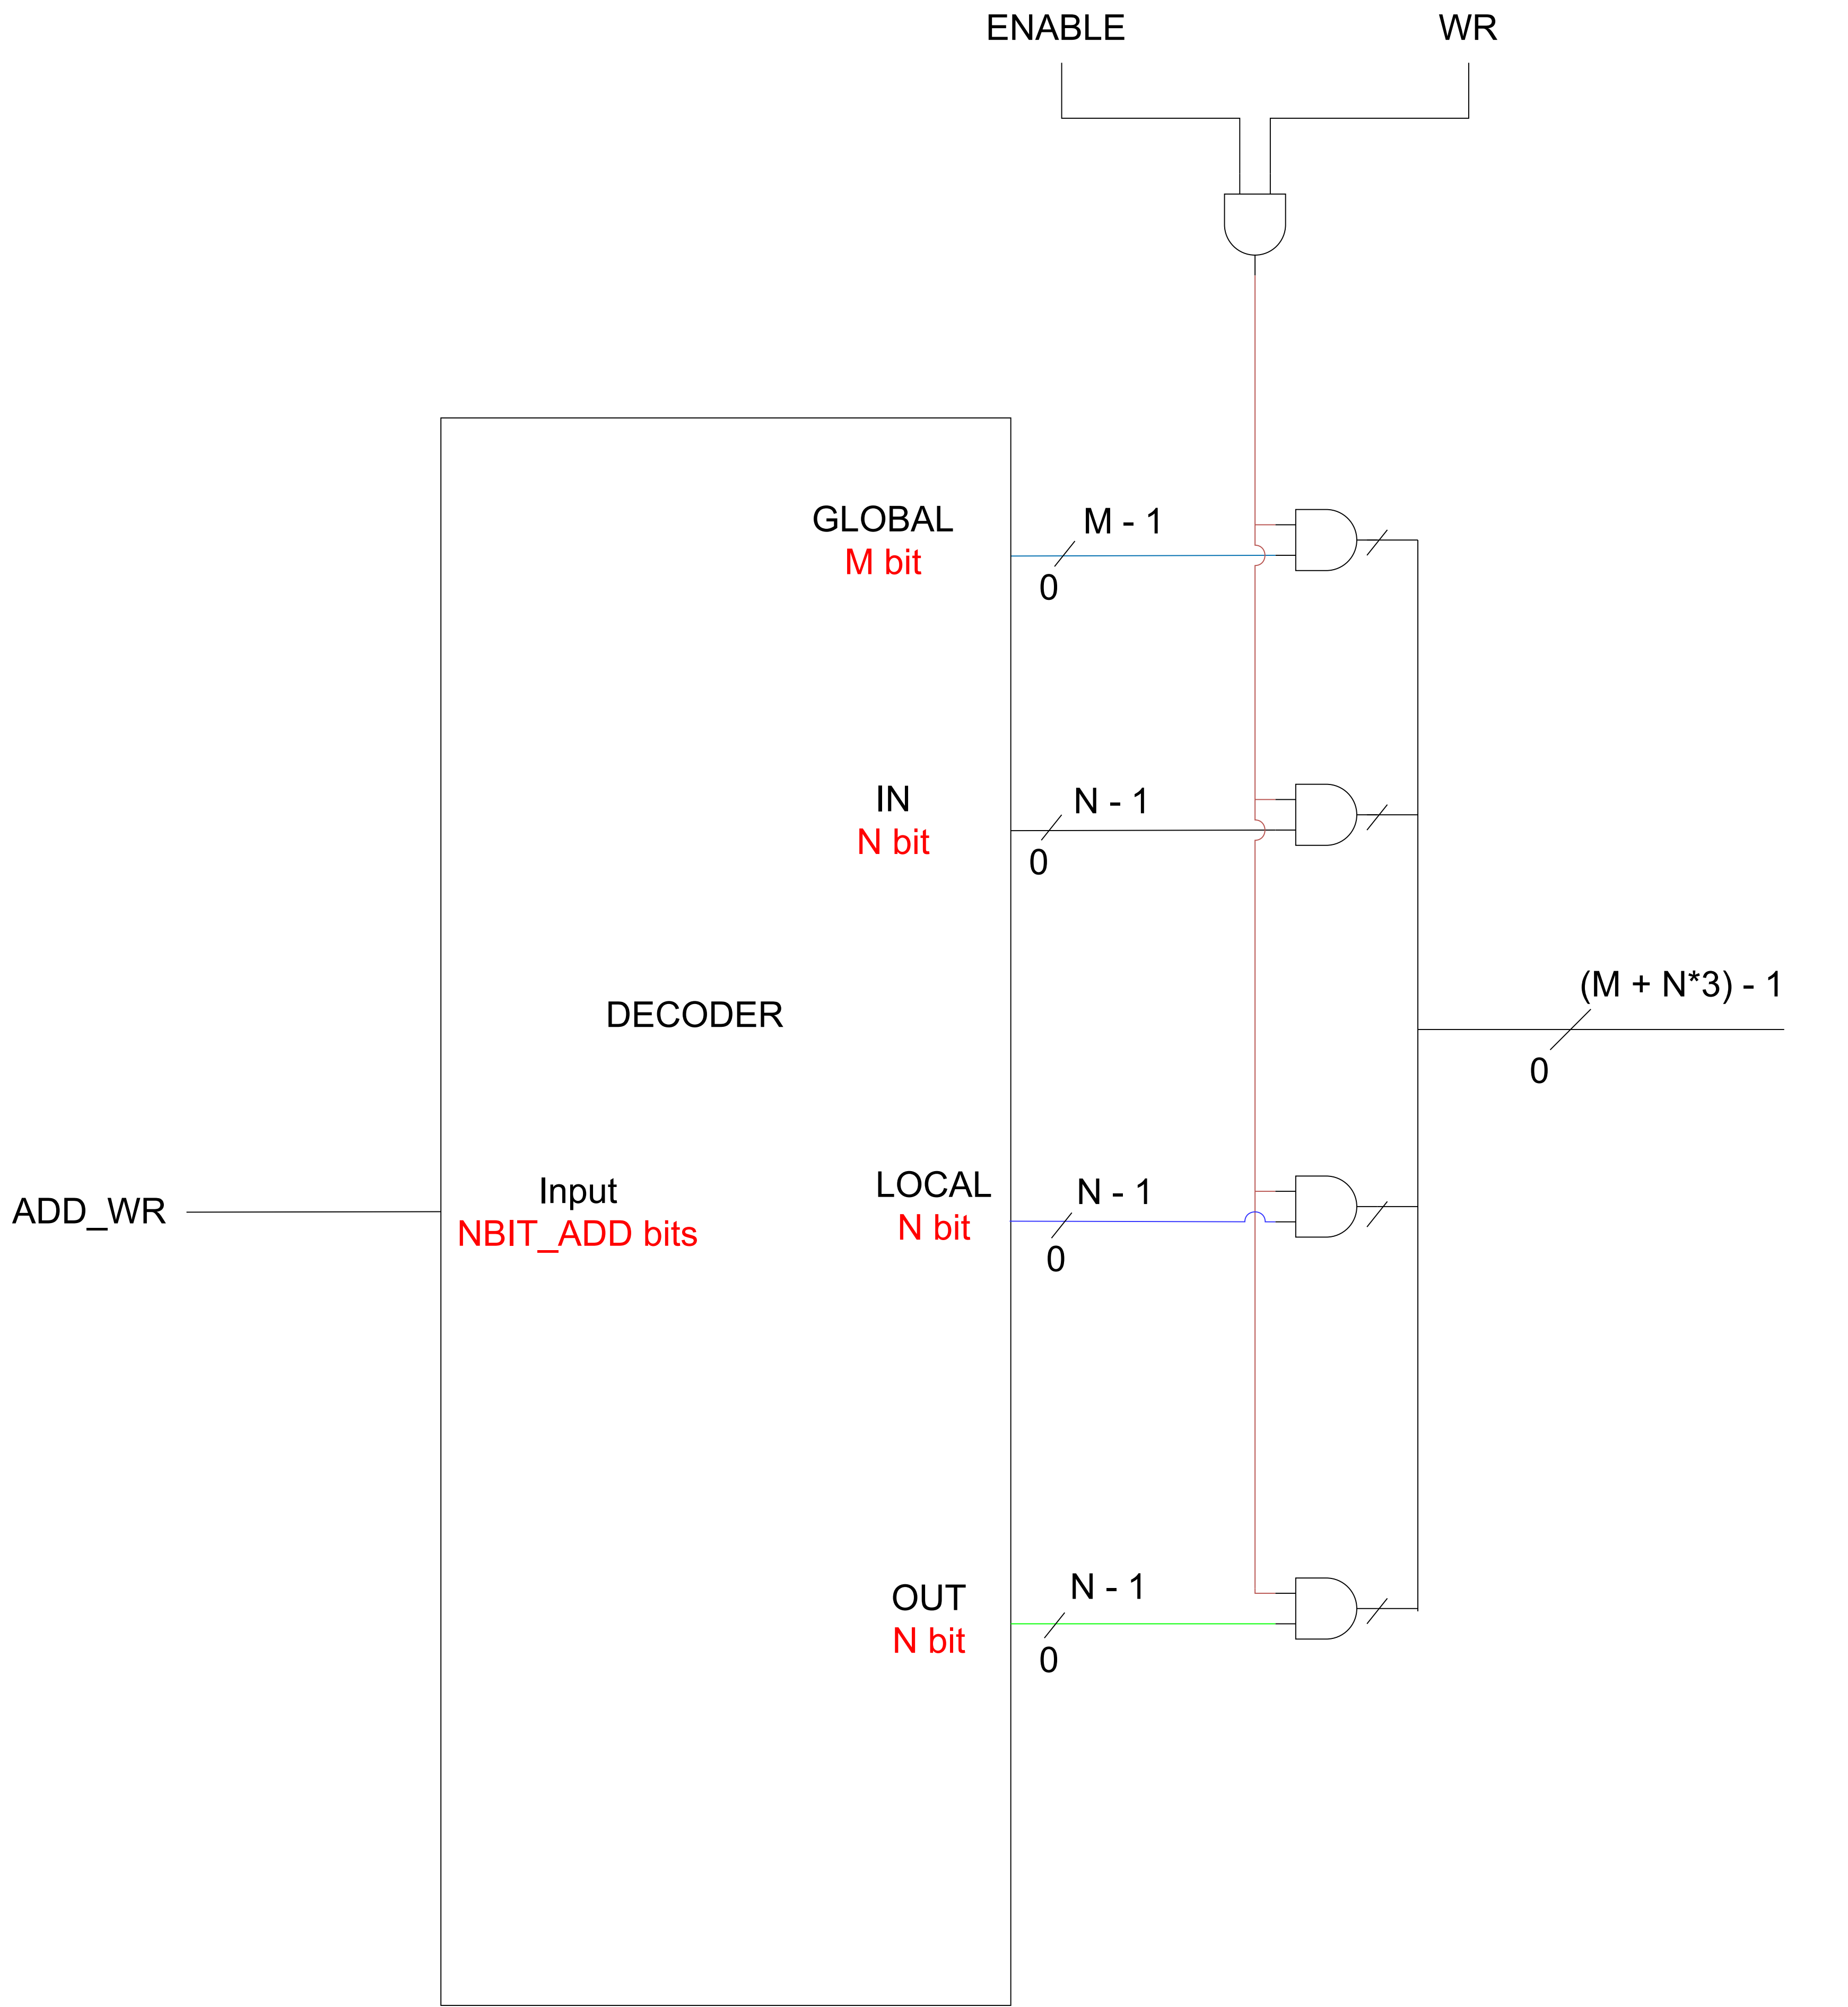 ENABLE
WR
GLOBAL
M bit
M - 1
0
IN
N bit
N - 1
0
(M + N*3) - 1
0
DECODER
ADD_WR
Input
NBIT_ADD bits
LOCAL
N bit
N - 1
0
OUT
N bit
N - 1
0